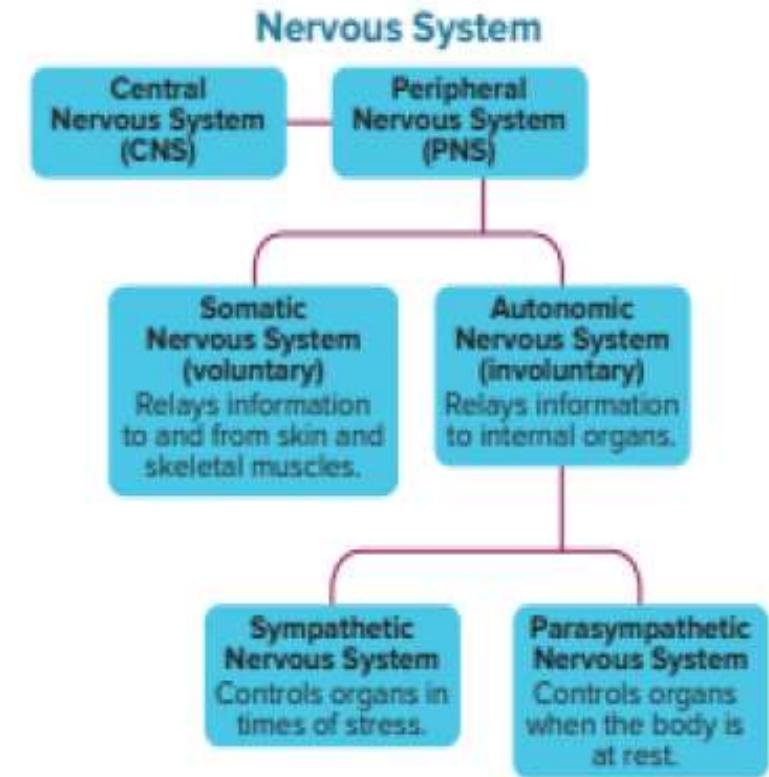 Nervous System
Central
Nervous System
(CNS)
Peripheral
Nervous System
(PNS)
Somatic
Nervous System
(voluntary)
Relays information
to and from skin and
skeletal muscles.
Autonomic
Nervous System
(involuntary)
Relays information
to internal organs.
Sympathetic
Nervous System
Controls organs in
times of stress.
Parasympathetic
Nervous System
Controls organs
when the body is
at rest.